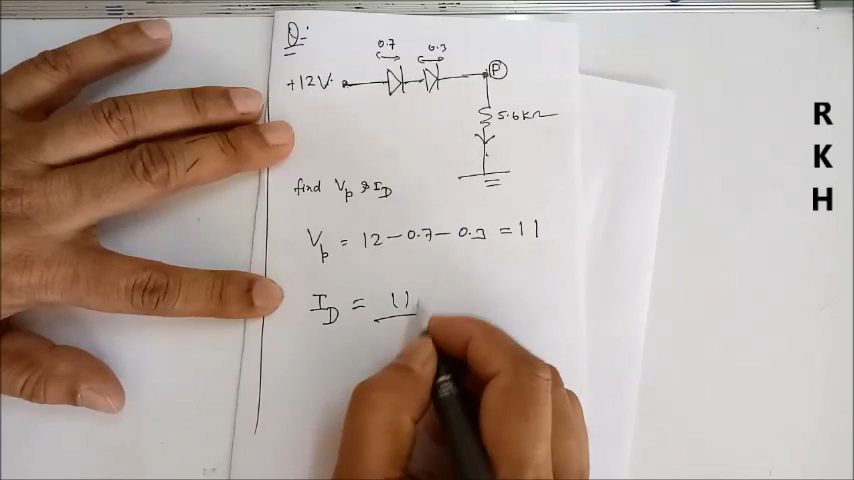 Q:
0.7 0.3
+12V P
5.6kΩ
find Vp & ID
Vp = 12 - 0.7 - 0.3 = 11
ID = 11
R
K
H